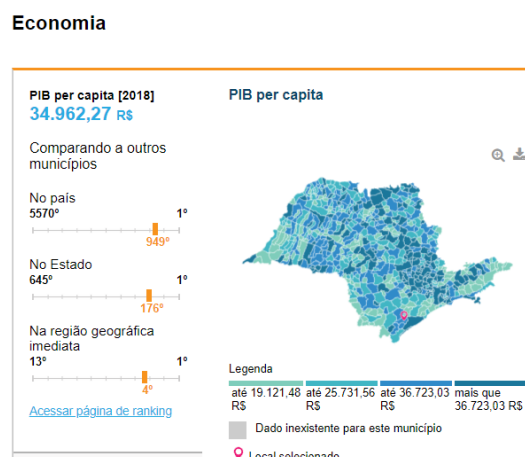 Economia
PIB per capita [2018]
34.962,27 R$
Comparando a outros
municípios
No país
5570º 1º
949º
No Estado
645º 1º
176º
Na região geográfica
imediata
13º 1º
4º
Acessar página de ranking
PIB per capita
Legenda
até 19.121,48 até 25.731,56 até 36.723,03 mais que
R$ R$ R$ 36.723,03 R$
Dado inexistente para este município
Local selecionado